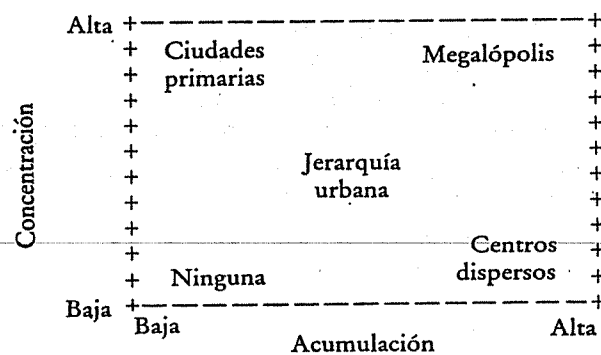 Alta
Ciudades
primarias
Megalópolis
Concentración
Jerarquía
urbana
Centros
dispersos
Ninguna
Baja
Baja
Alta
Acumulación